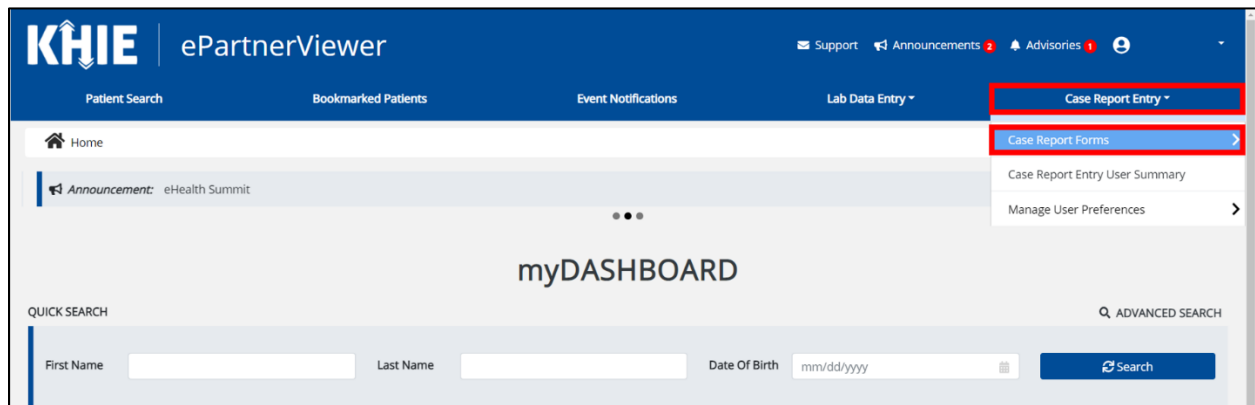 KHIE ePartnerViewer Support Announcements 2 Advisories 1
Patient Search Bookmarked Patients Event Notifications Lab Data Entry Case Report Entry
Home
Case Report Forms
Case Report Entry User Summary
Announcement: eHealth Summit
Manage User Preferences
myDASHBOARD
QUICK SEARCH ADVANCED SEARCH
First Name Last Name Date Of Birth mm/dd/yyyy Search